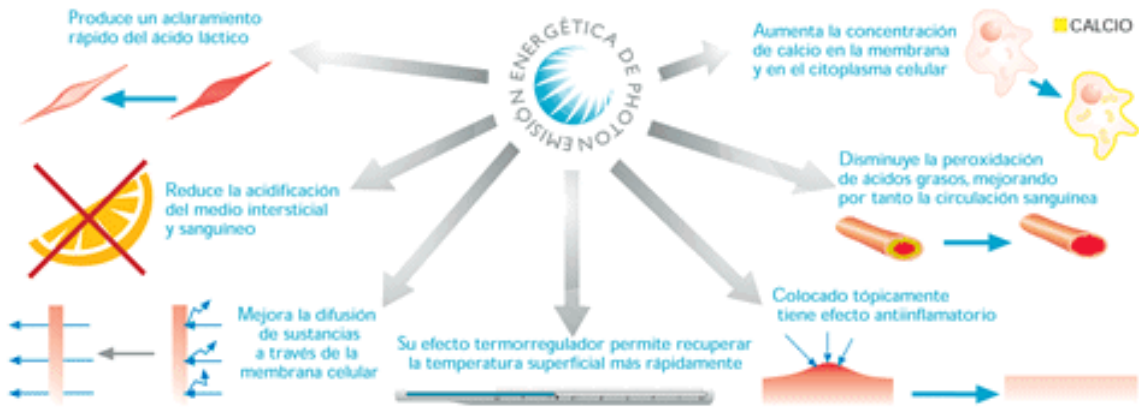 Produce un aclaramiento
rápido del ácido láctico
EMISIÓN ENERGÉTICA DE PHOTON
Aumenta la concentración
de calcio en la membrana
y en el citoplasma celular
CALCIO
Reduce la acidificación
del medio intersticial
y sanguíneo
Disminuye la peroxidación
de ácidos grasos, mejorando
por tanto la circulación sanguínea
Mejora la difusión
de sustancias
a través de la
membrana celular
Su efecto termorregulador permite recuperar
la temperatura superficial más rápidamente
Colocado tópicamente
tiene efecto antiinflamatorio